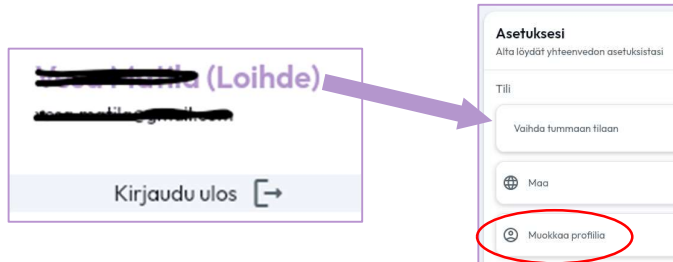 (Loihde)
Kirjaudu ulos
Asetuksesi
Alta löydät yhteenvedon asetuksistasi
Tili
Vaihda tummaan tilaan
Maa
Muokkaa profiilia